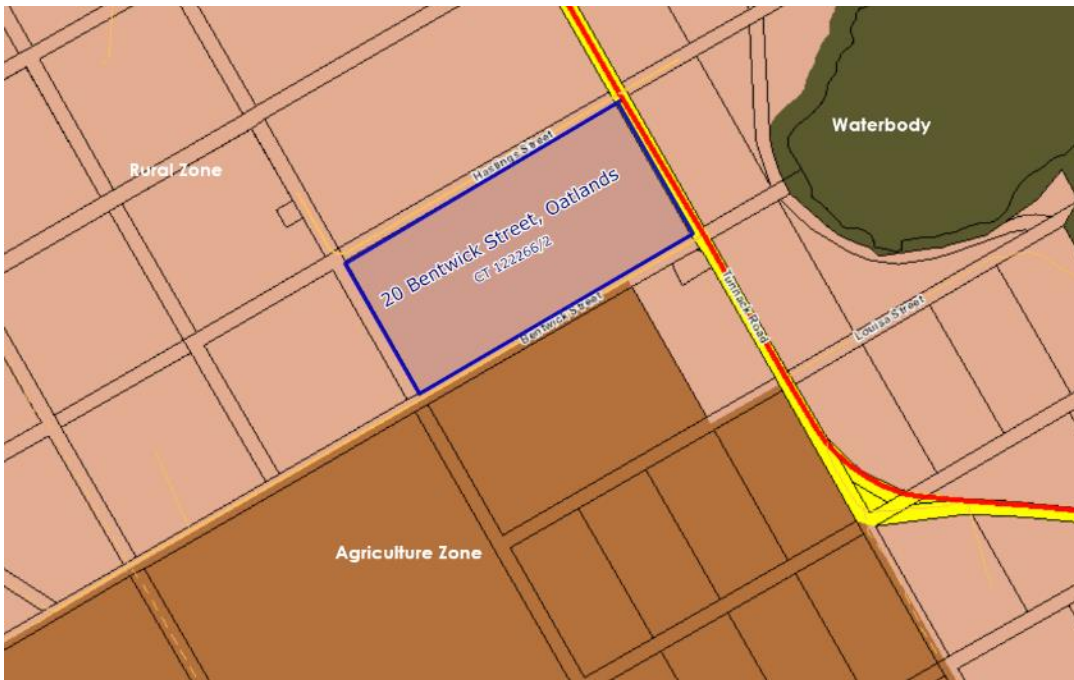 Waterbody
Hastings Street
Rural Zone
20 Bentwick Street, Oatlands
CT 122266/2
Bentwick Street
Tunnack Road
Louisa Street
Agriculture Zone